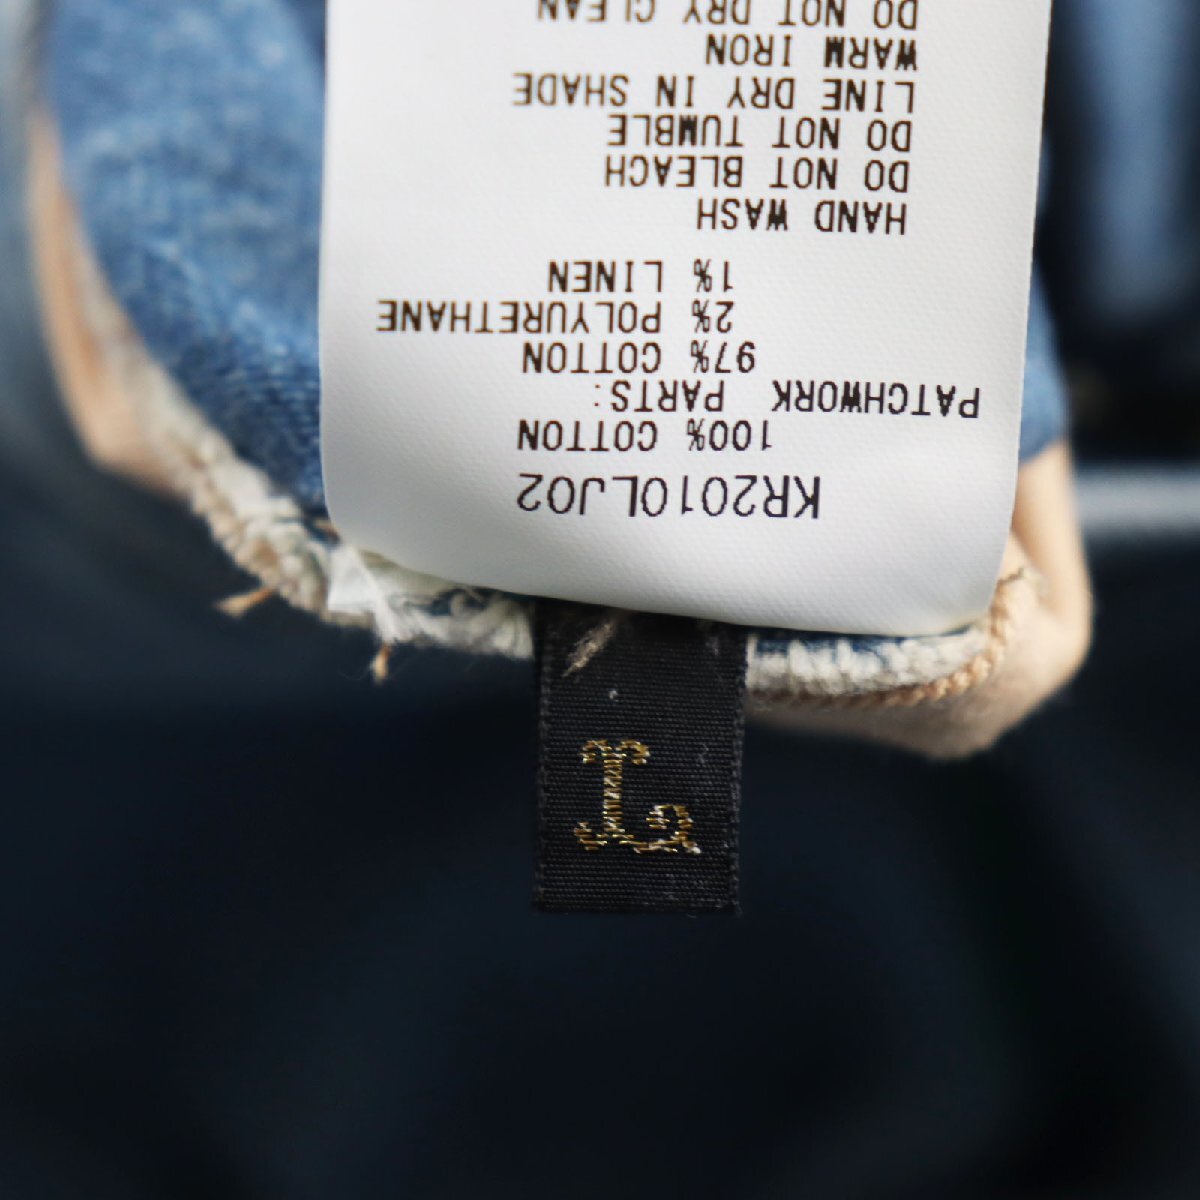 KR2010LJ02
100% COTTON
PATCHWORK PARTS:
97% COTTON
2% POLYURETHANE
1% LINEN
HAND WASH
DO NOT BLEACH
DO NOT TUMBLE
LINE DRY IN SHADE
WARM IRON
DO NOT DRY CLEAN
L